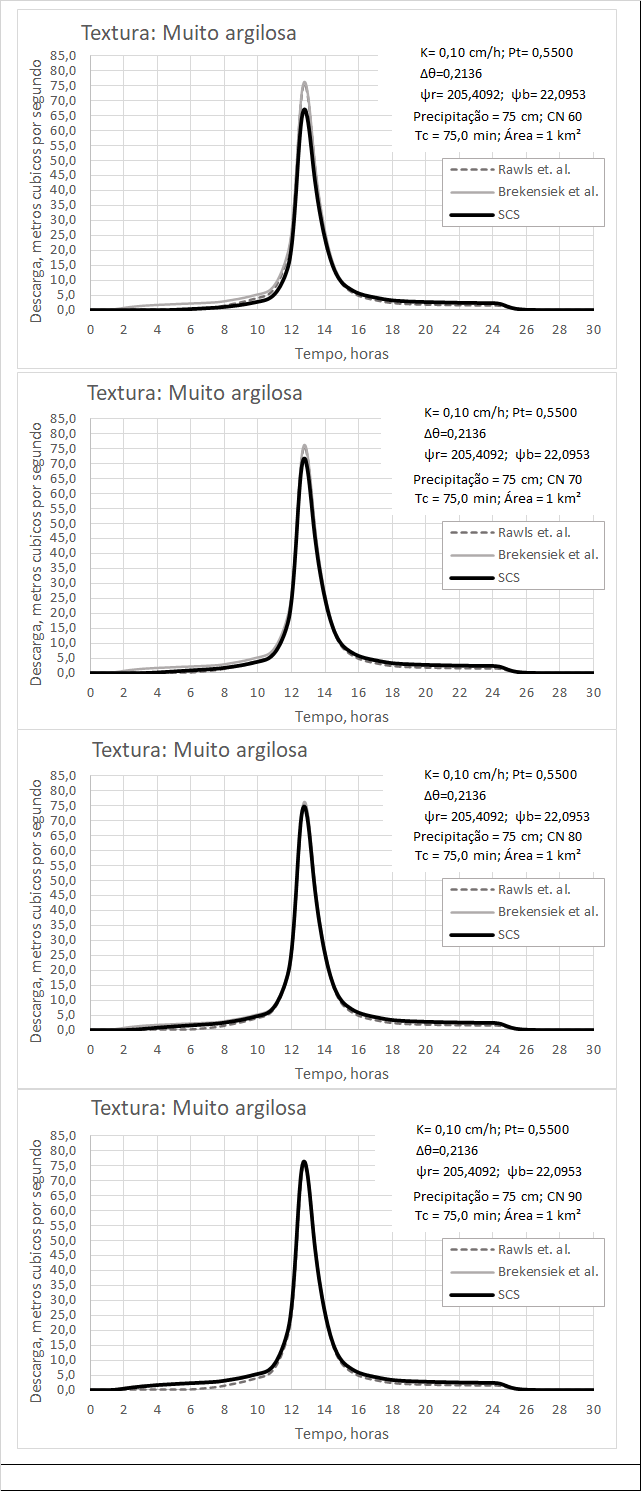 Textura: Muito argilosa
K= 0,10 cm/h; Pt= 0,5500
Δθ=0,2136
ψr= 205,4092;  ψb= 22,0953
Precipitação = 75 cm; CN 60
Tc = 75,0 min; Área = 1 km²
Rawls et. al.
Brekensiek et al.
SCS
Descarga, metros cubicos por segundo
85,0
80,0
75,0
70,0
65,0
60,0
55,0
50,0
45,0
40,0
35,0
30,0
25,0
20,0
15,0
10,0
5,0
0,0
0 2 4 6 8 10 12 14 16 18 20 22 24 26 28 30
Tempo, horas
Textura: Muito argilosa
K= 0,10 cm/h; Pt= 0,5500
Δθ=0,2136
ψr= 205,4092;  ψb= 22,0953
Precipitação = 75 cm; CN 70
Tc = 75,0 min; Área = 1 km²
Rawls et. al.
Brekensiek et al.
SCS
Descarga, metros cubicos por segundo
85,0
80,0
75,0
70,0
65,0
60,0
55,0
50,0
45,0
40,0
35,0
30,0
25,0
20,0
15,0
10,0
5,0
0,0
0 2 4 6 8 10 12 14 16 18 20 22 24 26 28 30
Tempo, horas
Textura: Muito argilosa
K= 0,10 cm/h; Pt= 0,5500
Δθ=0,2136
ψr= 205,4092;  ψb= 22,0953
Precipitação = 75 cm; CN 80
Tc = 75,0 min; Área = 1 km²
Rawls et. al.
Brekensiek et al.
SCS
Descarga, metros cubicos por segundo
85,0
80,0
75,0
70,0
65,0
60,0
55,0
50,0
45,0
40,0
35,0
30,0
25,0
20,0
15,0
10,0
5,0
0,0
0 2 4 6 8 10 12 14 16 18 20 22 24 26 28 30
Tempo, horas
Textura: Muito argilosa
K= 0,10 cm/h; Pt= 0,5500
Δθ=0,2136
ψr= 205,4092;  ψb= 22,0953
Precipitação = 75 cm; CN 90
Tc = 75,0 min; Área = 1 km²
Rawls et. al.
Brekensiek et al.
SCS
Descarga, metros cubicos por segundo
85,0
80,0
75,0
70,0
65,0
60,0
55,0
50,0
45,0
40,0
35,0
30,0
25,0
20,0
15,0
10,0
5,0
0,0
0 2 4 6 8 10 12 14 16 18 20 22 24 26 28 30
Tempo, horas